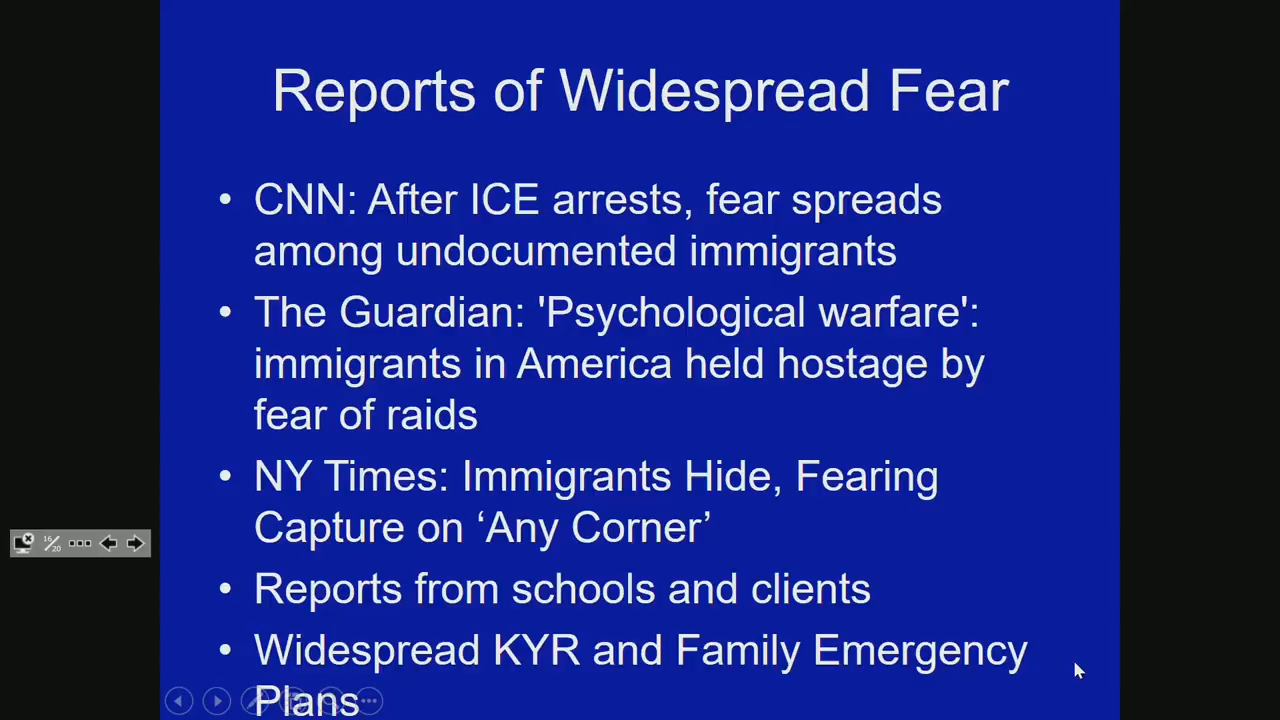 Reports of Widespread Fear
• CNN: After ICE arrests, fear spreads
among undocumented immigrants
• The Guardian: 'Psychological warfare':
immigrants in America held hostage by
fear of raids
• NY Times: Immigrants Hide, Fearing
Capture on ‘Any Corner’
• Reports from schools and clients
• Widespread KYR and Family Emergency
Plans
16/20